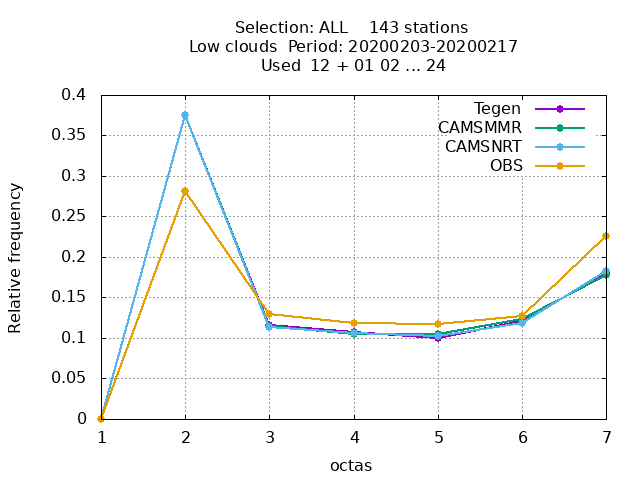 Selection: ALL    143 stations
Low clouds  Period: 20200203-20200217
Used  12 + 01 02 ... 24
Tegen
CAMSMMR
CAMSNRT
OBS
0.4
0.35
0.3
0.25
0.2
0.15
0.1
0.05
0
Relative frequency
1 2 3 4 5 6 7
octas